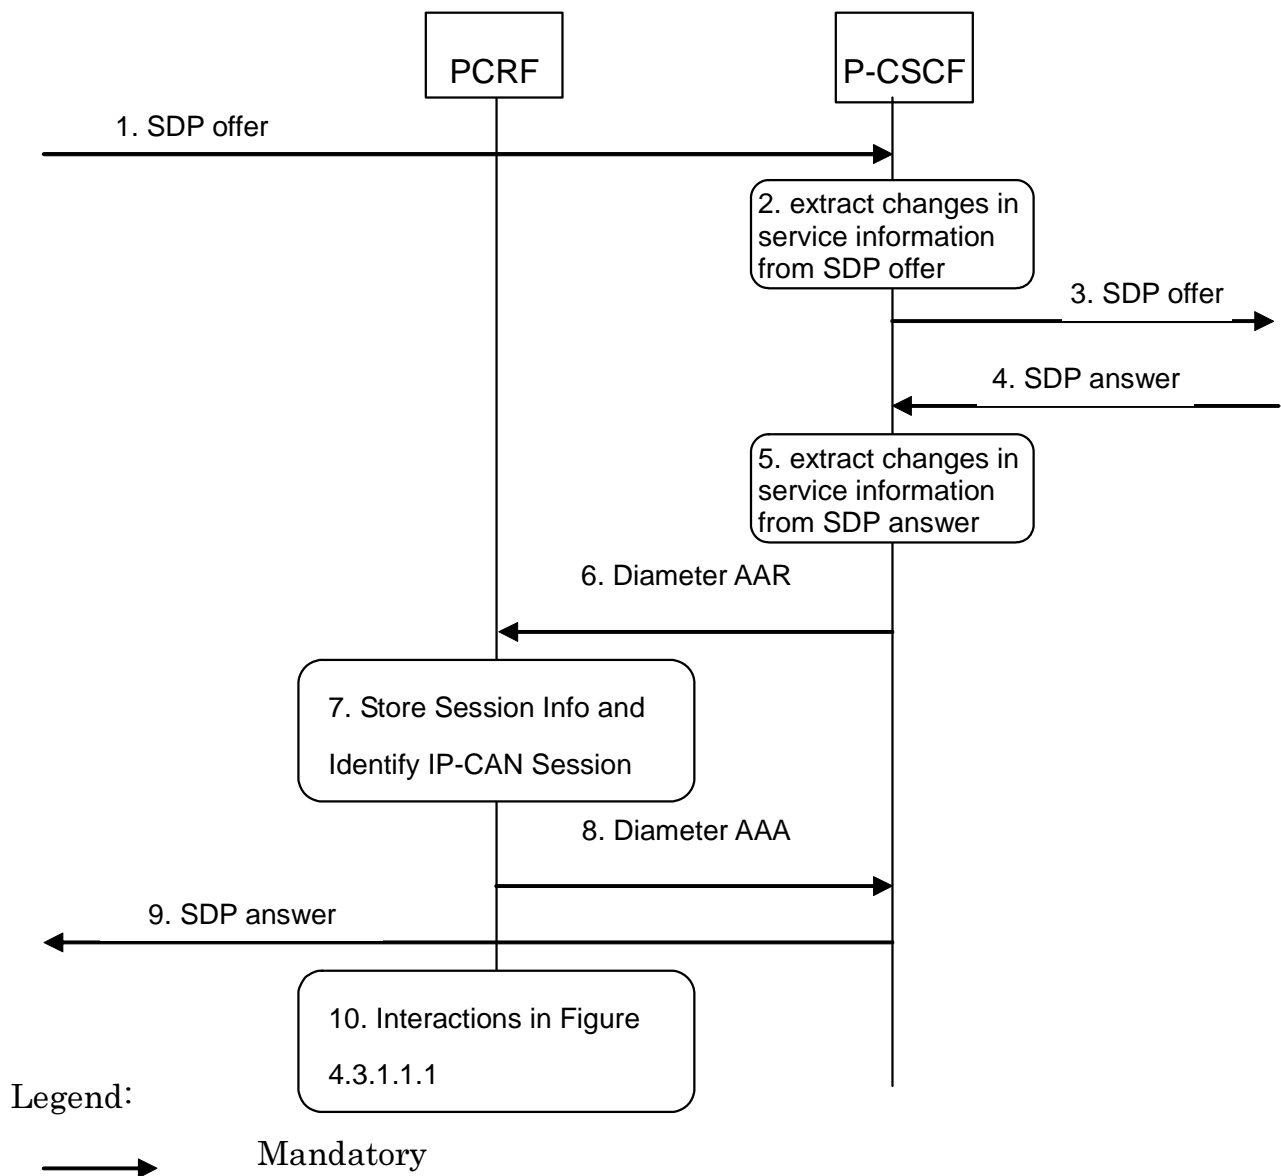 PCRF
P-CSCF
1. SDP offer
2. extract changes in
service information
from SDP offer
3. SDP offer
4. SDP answer
5. extract changes in
service information
from SDP answer
6. Diameter AAR
7. Store Session Info and
Identify IP-CAN Session
8. Diameter AAA
9. SDP answer
10. Interactions in Figure
4.3.1.1.1
Legend:
Mandatory